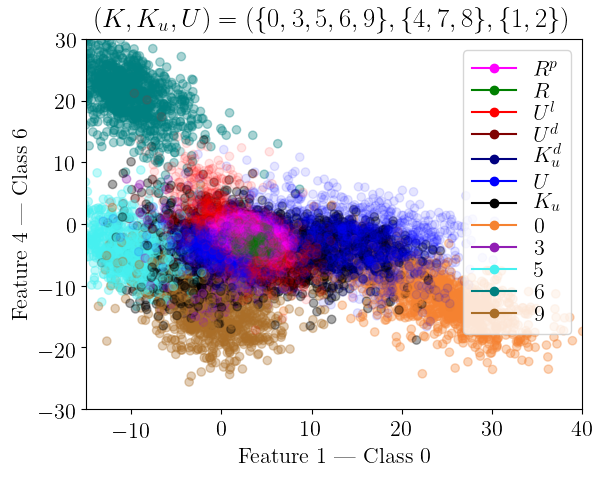 (K, K_u, U) = ({0, 3, 5, 6, 9}, {4, 7, 8}, {1, 2})
30
20
10
0
−10
−20
−30
Feature 4 — Class 6
R^p
R
U^l
U^d
K_u^d
U
K_u
0
3
5
6
9
−10 0 10 20 30 40
Feature 1 — Class 0